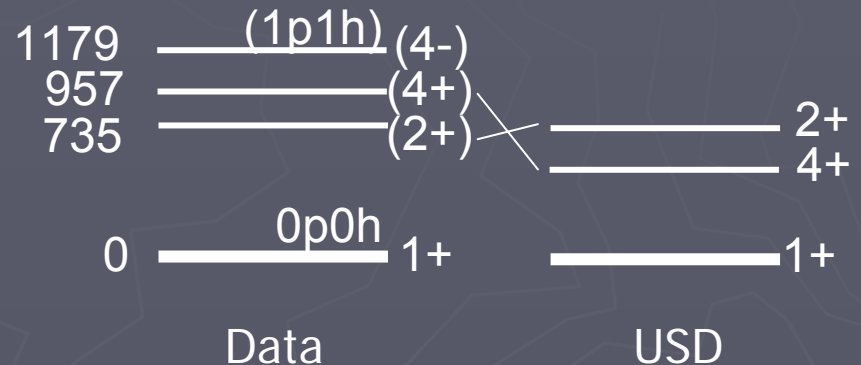 1179 (1p1h) (4-)
957 (4+)
735 (2+) 2+
4+
0 0p0h 1+ 1+
Data USD